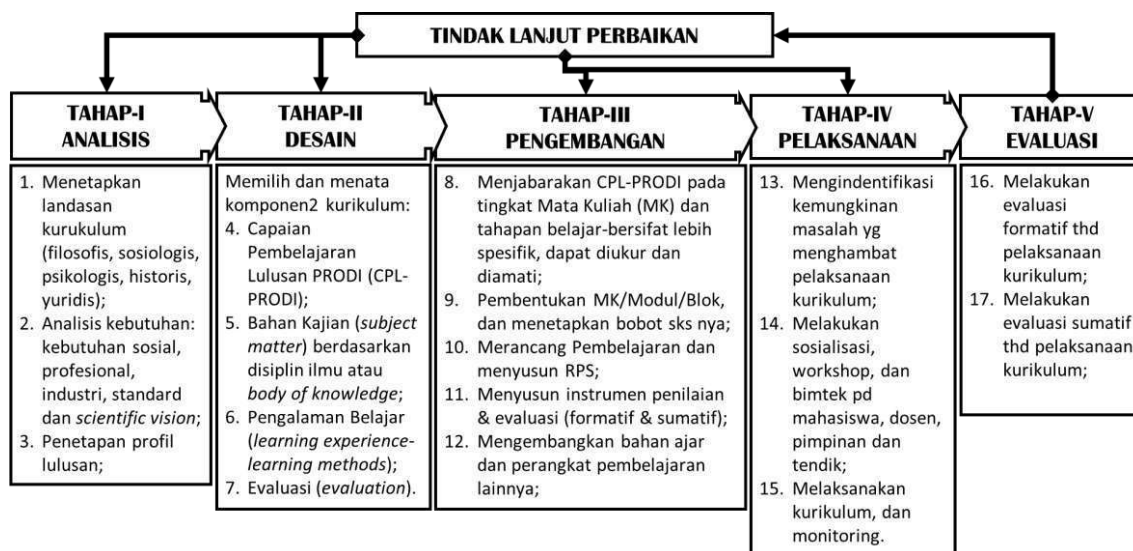 TINDAK LANJUT PERBAIKAN
TAHAP-I
ANALISIS
1. Menetapkan
landasan
kurukulum
(filosofis, sosiologis,
psikologis, historis,
yuridis);
2. Analisis kebutuhan:
kebutuhan sosial,
profesional,
industri, standard
dan scientific vision;
3. Penetapan profil
lulusan;
TAHAP-II
DESAIN
Memilih dan menata
komponen2 kurikulum:
4. Capaian
Pembelajaran
Lulusan PRODI (CPL-
PRODI);
5. Bahan Kajian (subject
matter) berdasarkan
disiplin ilmu atau
body of knowledge;
6. Pengalaman Belajar
(learning experience-
learning methods);
7. Evaluasi (evaluation).
TAHAP-III
PENGEMBANGAN
8. Menjabarakan CPL-PRODI pada
tingkat Mata Kuliah (MK) dan
tahapan belajar-bersifat lebih
spesifik, dapat diukur dan
diamati;
9. Pembentukan MK/Modul/Blok,
dan menetapkan bobot sks nya;
10. Merancang Pembelajaran dan
menyusun RPS;
11. Menyusun instrumen penilaian
& evaluasi (formatif & sumatif);
12. Mengembangkan bahan ajar
dan perangkat pembelajaran
lainnya;
TAHAP-IV
PELAKSANAAN
13. Mengindentifikasi
kemungkinan
masalah yg
menghambat
pelaksanaan
kurikulum;
14. Melakukan
sosialisasi,
workshop, dan
bimtek pd
mahasiswa, dosen,
pimpinan dan
tendik;
15. Melaksanakan
kurikulum, dan
monitoring.
TAHAP-V
EVALUASI
16. Melakukan
evaluasi
formatif thd
pelaksanaan
kurikulum;
17. Melakukan
evaluasi sumatif
thd pelaksanaan
kurikulum;